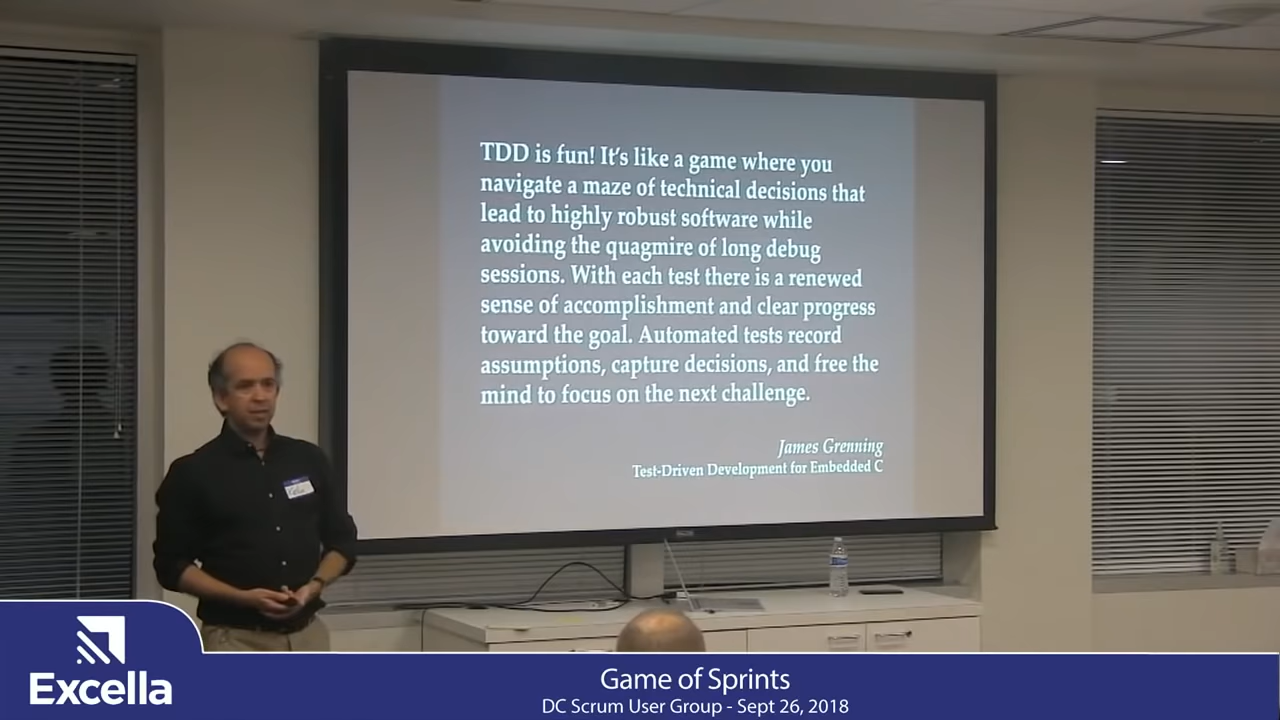 TDD is fun! It's like a game where you
navigate a maze of technical decisions that
lead to highly robust software while
avoiding the quagmire of long debug
sessions. With each test there is a renewed
sense of accomplishment and clear progress
toward the goal. Automated tests record
assumptions, capture decisions, and free the
mind to focus on the next challenge.
James Grenning
Test-Driven Development for Embedded C
Excella
Game of Sprints
DC Scrum User Group - Sept 26, 2018